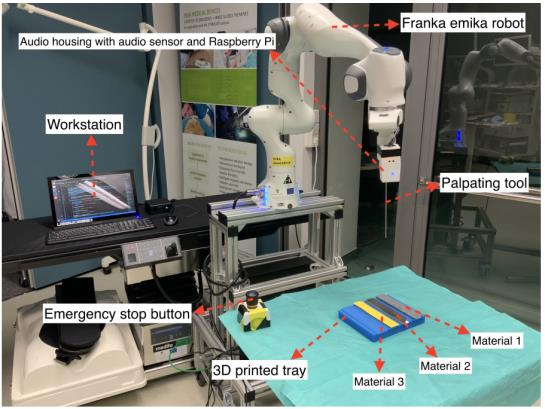 Franka emika robot
Audio housing with audio sensor and Raspberry Pi
Workstation
Palpating tool
Emergency stop button
3D printed tray
Material 1
Material 2
Material 3